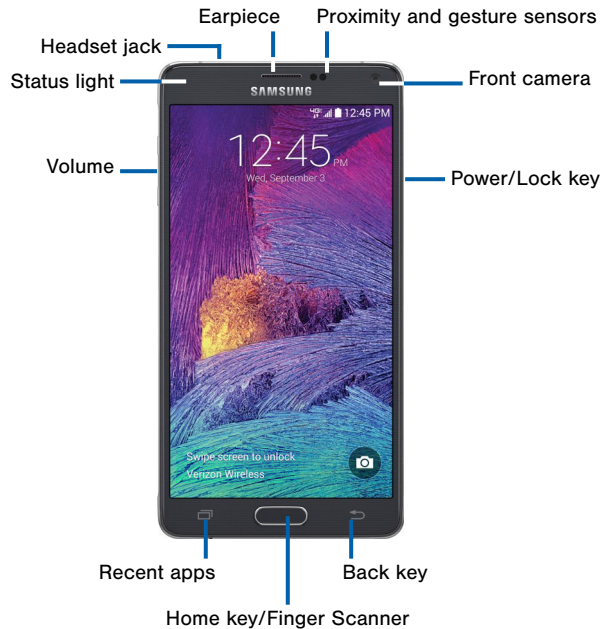 Earpiece
Proximity and gesture sensors
Headset jack
Status light
Front camera
SAMSUNG
4G 12:45 PM
12:45 PM
Wed, September 3
Volume
Power/Lock key
Swipe screen to unlock
Verizon Wireless
Recent apps
Back key
Home key/Finger Scanner